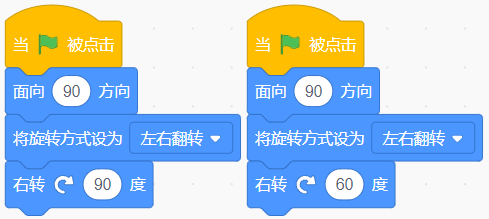 当 被点击
面向 90 方向
将旋转方式设为 左右翻转
右转 90 度
当 被点击
面向 90 方向
将旋转方式设为 左右翻转
右转 60 度